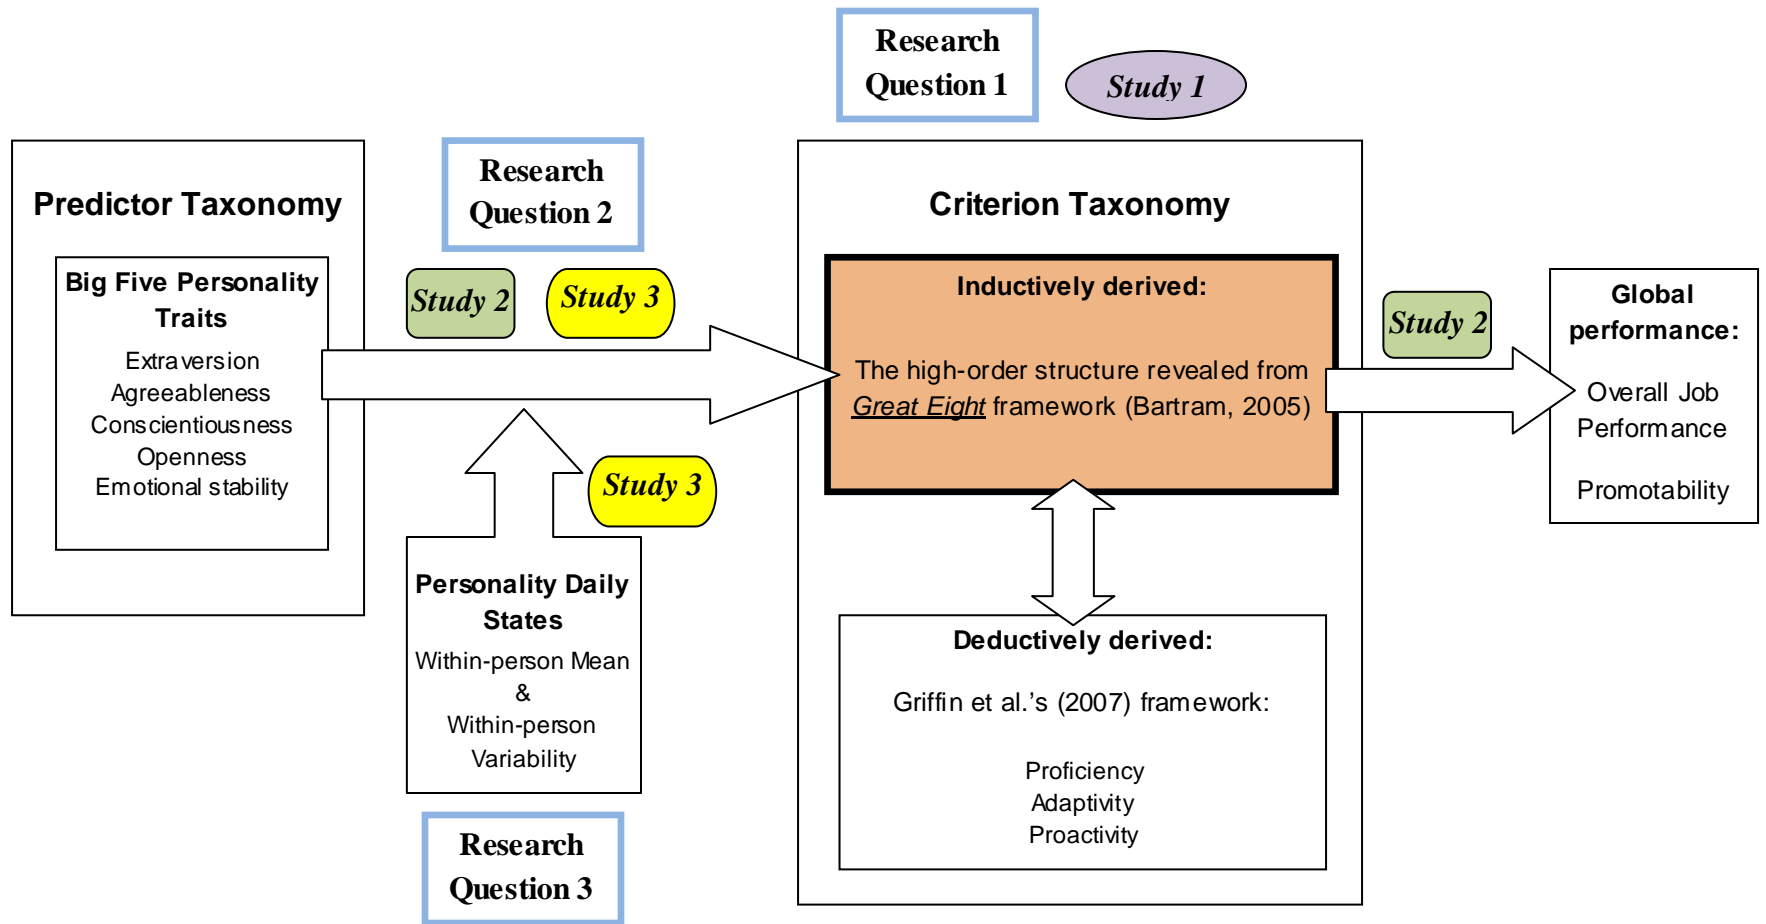 Research
Question 1
Study 1
Predictor Taxonomy
Big Five Personality
Traits
Extraversion
Agreeableness
Conscientiousness
Openness
Emotional stability
Research
Question 2
Study 2
Study 3
Study 3
Personality Daily
States
Within-person Mean
&
Within-person
Variability
Research
Question 3
Criterion Taxonomy
Inductively derived:
The high-order structure revealed from
Great Eight framework (Bartram, 2005)
Deductively derived:
Griffin et al.’s (2007) framework:
Proficiency
Adaptivity
Proactivity
Study 2
Global
performance:
Overall Job
Performance
Promotability